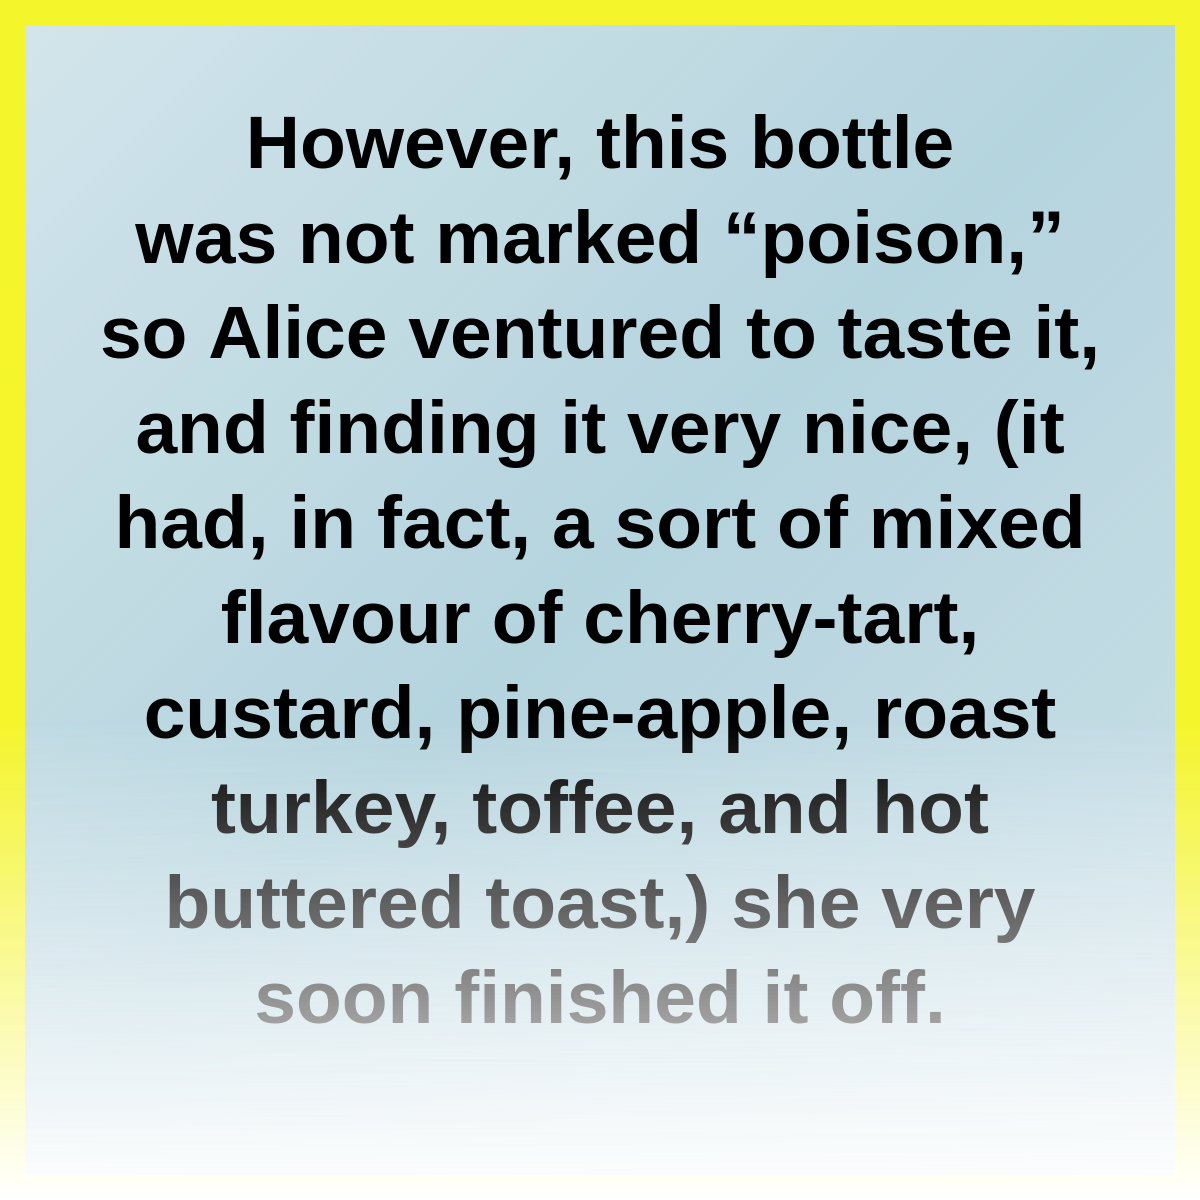 However, this bottle
was not marked “poison,”
so Alice ventured to taste it,
and finding it very nice, (it
had, in fact, a sort of mixed
flavour of cherry-tart,
custard, pine-apple, roast
turkey, toffee, and hot
buttered toast,) she very
soon finished it off.